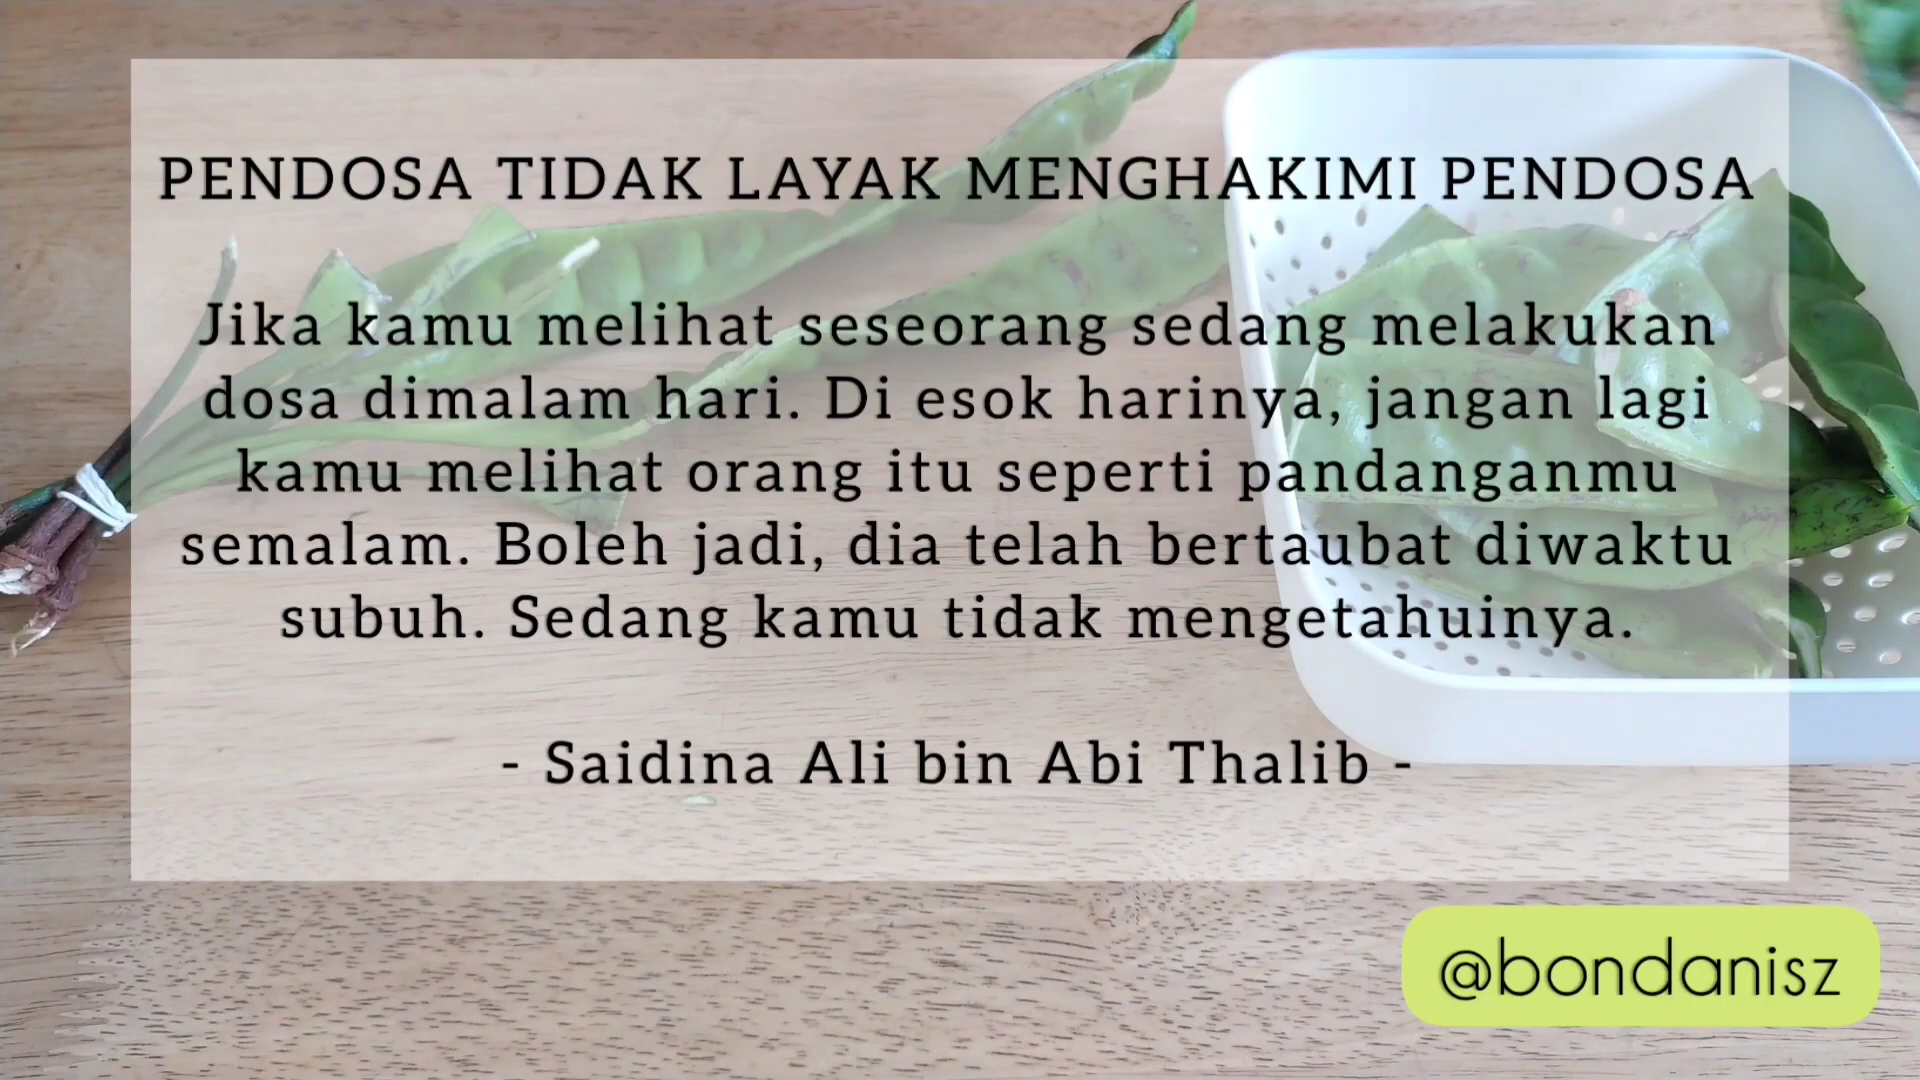 PENDOSA TIDAK LAYAK MENGHAKIMI PENDOSA
Jika kamu melihat seseorang sedang melakukan
dosa dimalam hari. Di esok harinya, jangan lagi
kamu melihat orang itu seperti pandanganmu
semalam. Boleh jadi, dia telah bertaubat diwaktu
subuh. Sedang kamu tidak mengetahuinya.
- Saidina Ali bin Abi Thalib -
@bondanisz